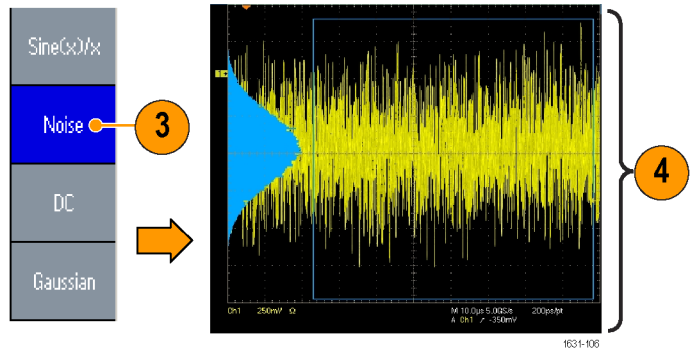 Sine(x)/x
Noise
3
DC
Gaussian
4
Ch1 250mV Ω M 10.0µs 5.0GS/s 200ps/pt
A Ch1 ↗ -350mV
1631-106